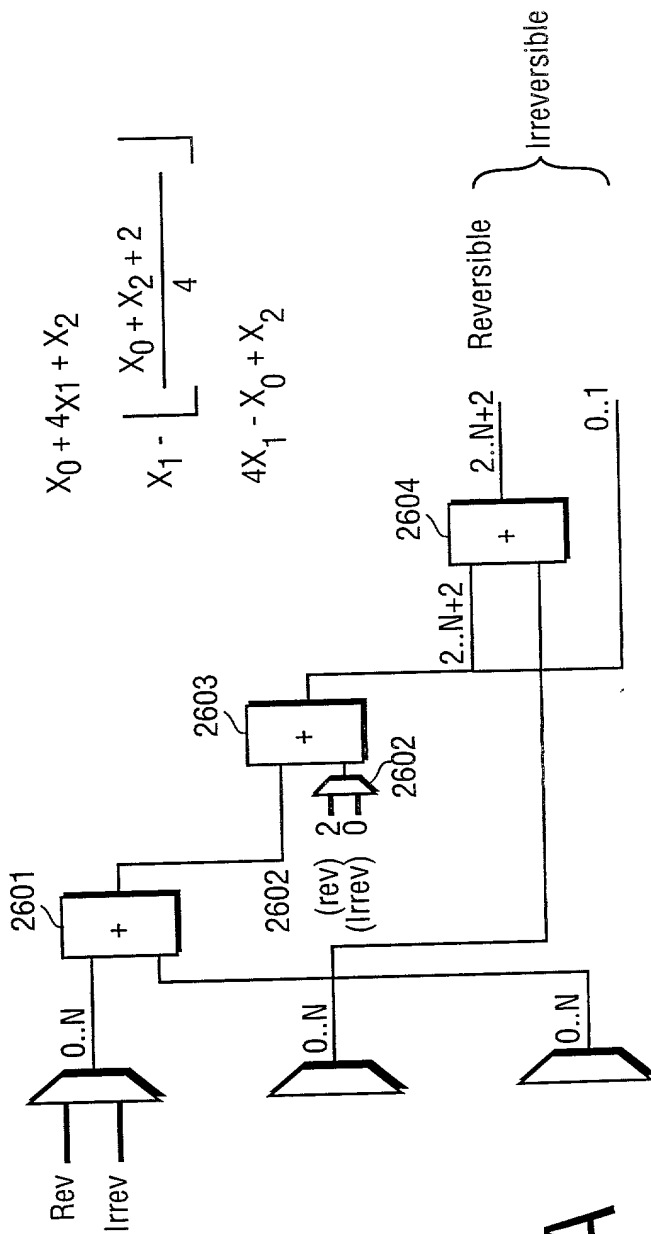 X0 + 4X1 + X2
X1 - ⌊ X0 + X2 + 2 / 4 ⌋
4X1 - X0 + X2
Rev
Irrev
0..N
0..N
0..N
2601
+
2602
(rev) 2
(Irrev) 0
2602
2603
+
2..N+2
2604
+
2..N+2
0..1
Reversible
Irreversible